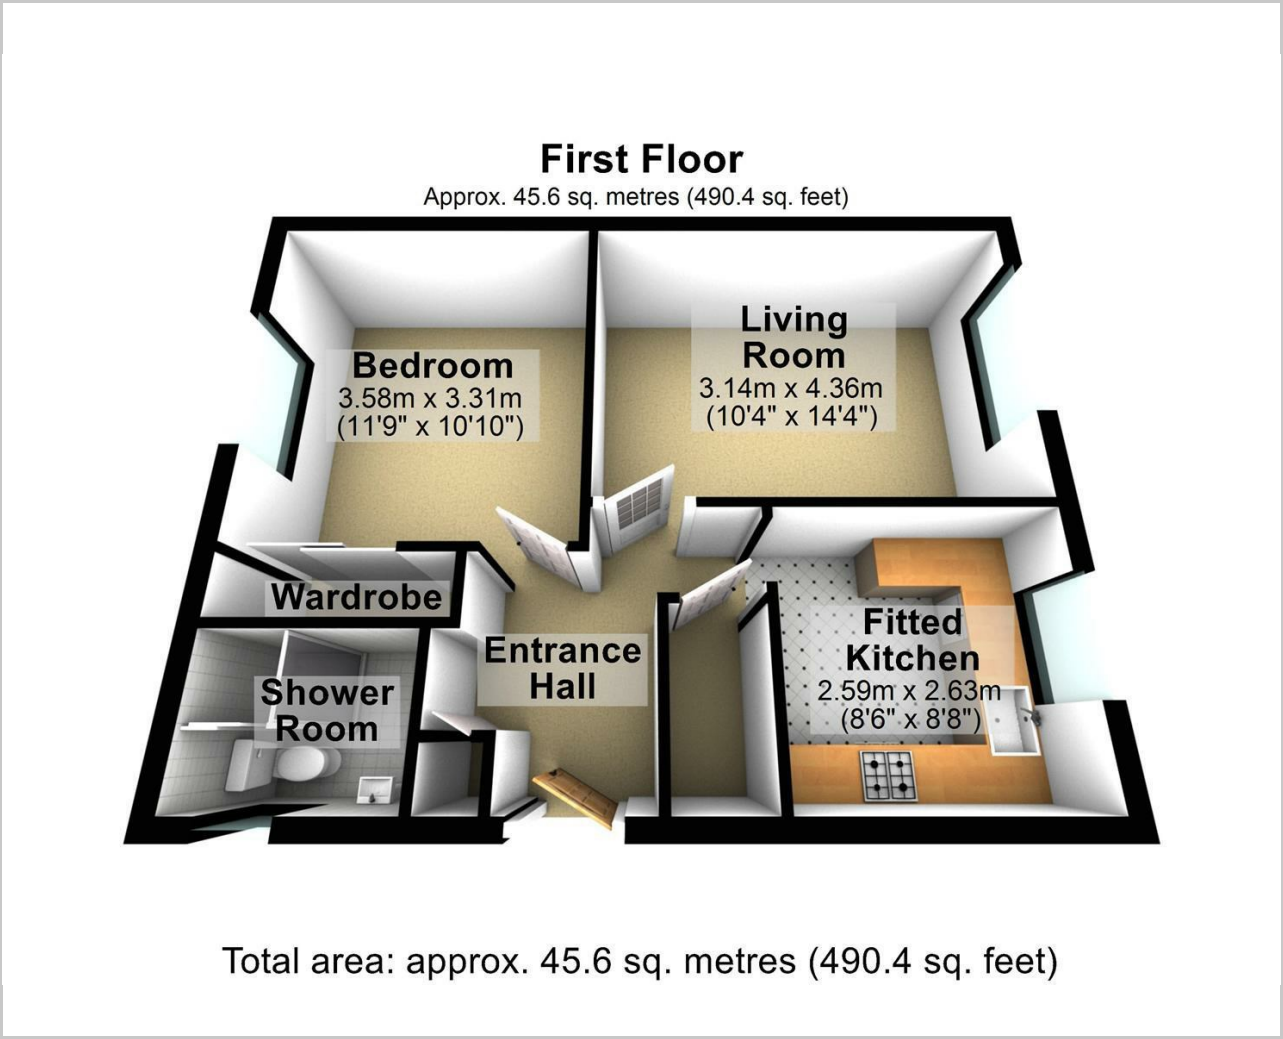 First Floor
Approx. 45.6 sq. metres (490.4 sq. feet)
Living
Room
3.14m x 4.36m
(10'4" x 14'4")
Bedroom
3.58m x 3.31m
(11'9" x 10'10")
Wardrobe
Entrance
Hall
Fitted
Kitchen
2.59m x 2.63m
(8'6" x 8'8")
Shower
Room
Total area: approx. 45.6 sq. metres (490.4 sq. feet)